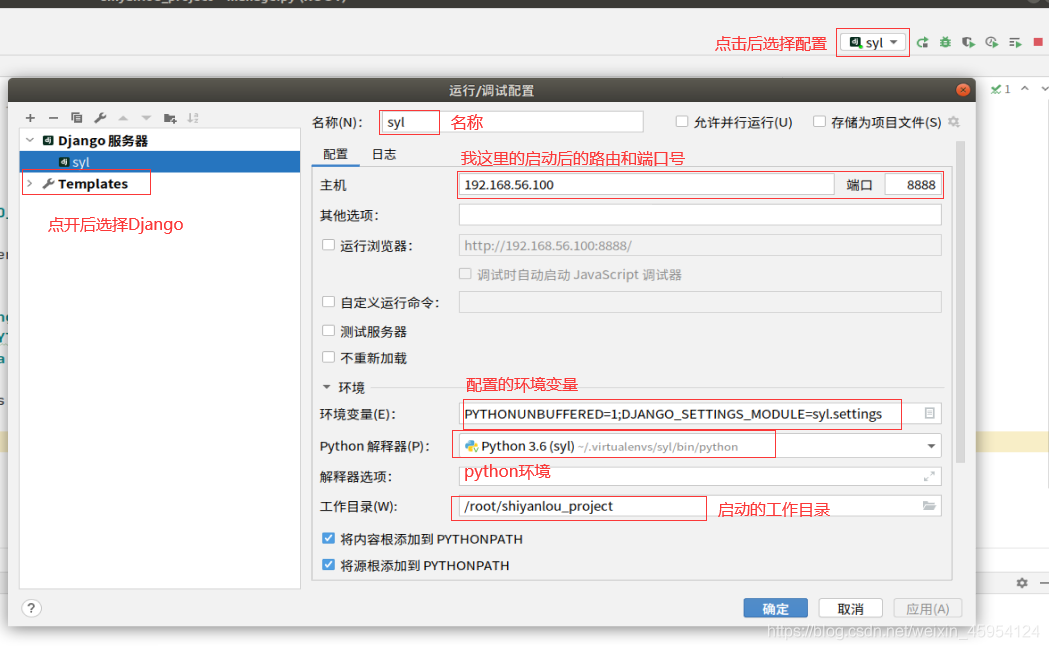 点击后选择配置
syl
1
运行/调试配置
名称(N):
syl
名称
允许并行运行(U)
存储为项目文件(S)
Django 服务器
syl
Templates
点开后选择Django
配置
日志
我这里的启动后的路由和端口号
主机
192.168.56.100
端口
8888
其他选项:
运行浏览器:
http://192.168.56.100:8888/
调试时自动启动 JavaScript 调试器
自定义运行命令:
测试服务器
不重新加载
环境
配置的环境变量
环境变量(E):
PYTHONUNBUFFERED=1;DJANGO_SETTINGS_MODULE=syl.settings
Python 解释器(P):
Python 3.6 (syl) ~/.virtualenvs/syl/bin/python
解释器选项:
python环境
工作目录(W):
/root/shiyanlou_project
启动的工作目录
将内容根添加到 PYTHONPATH
将源根添加到 PYTHONPATH
?
确定
取消
应用(A)
https://blog.csdn.net/weixin_45954124